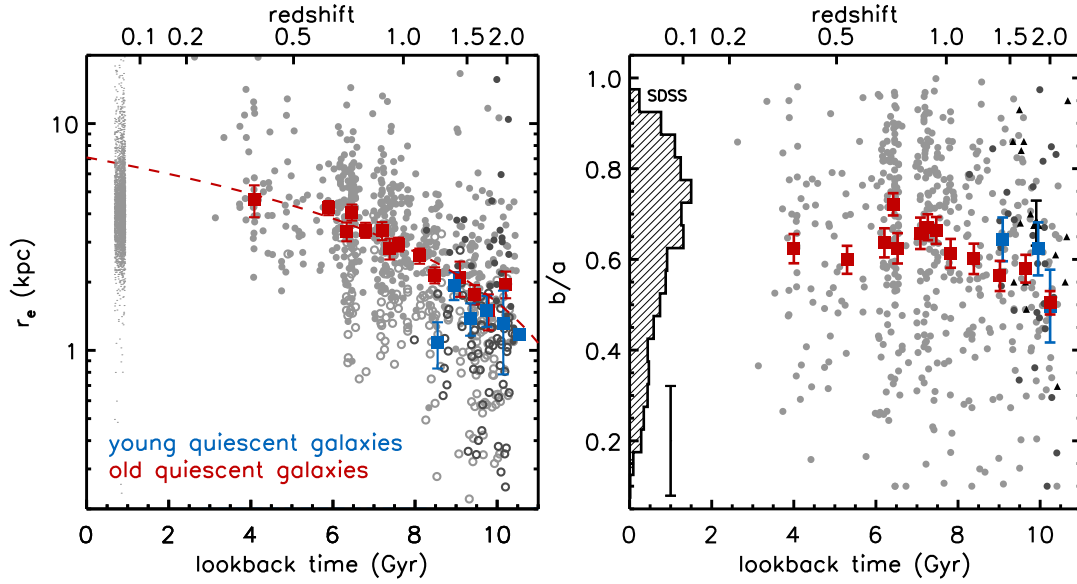 redshift
0.1 0.2 0.5 1.0 1.5 2.0
10
1
r_e (kpc)
young quiescent galaxies
old quiescent galaxies
0 2 4 6 8 10
lookback time (Gyr)
redshift
0.1 0.2 0.5 1.0 1.5 2.0
1.0
SDSS
0.8
0.6
0.4
0.2
b/a
0 2 4 6 8 10
lookback time (Gyr)